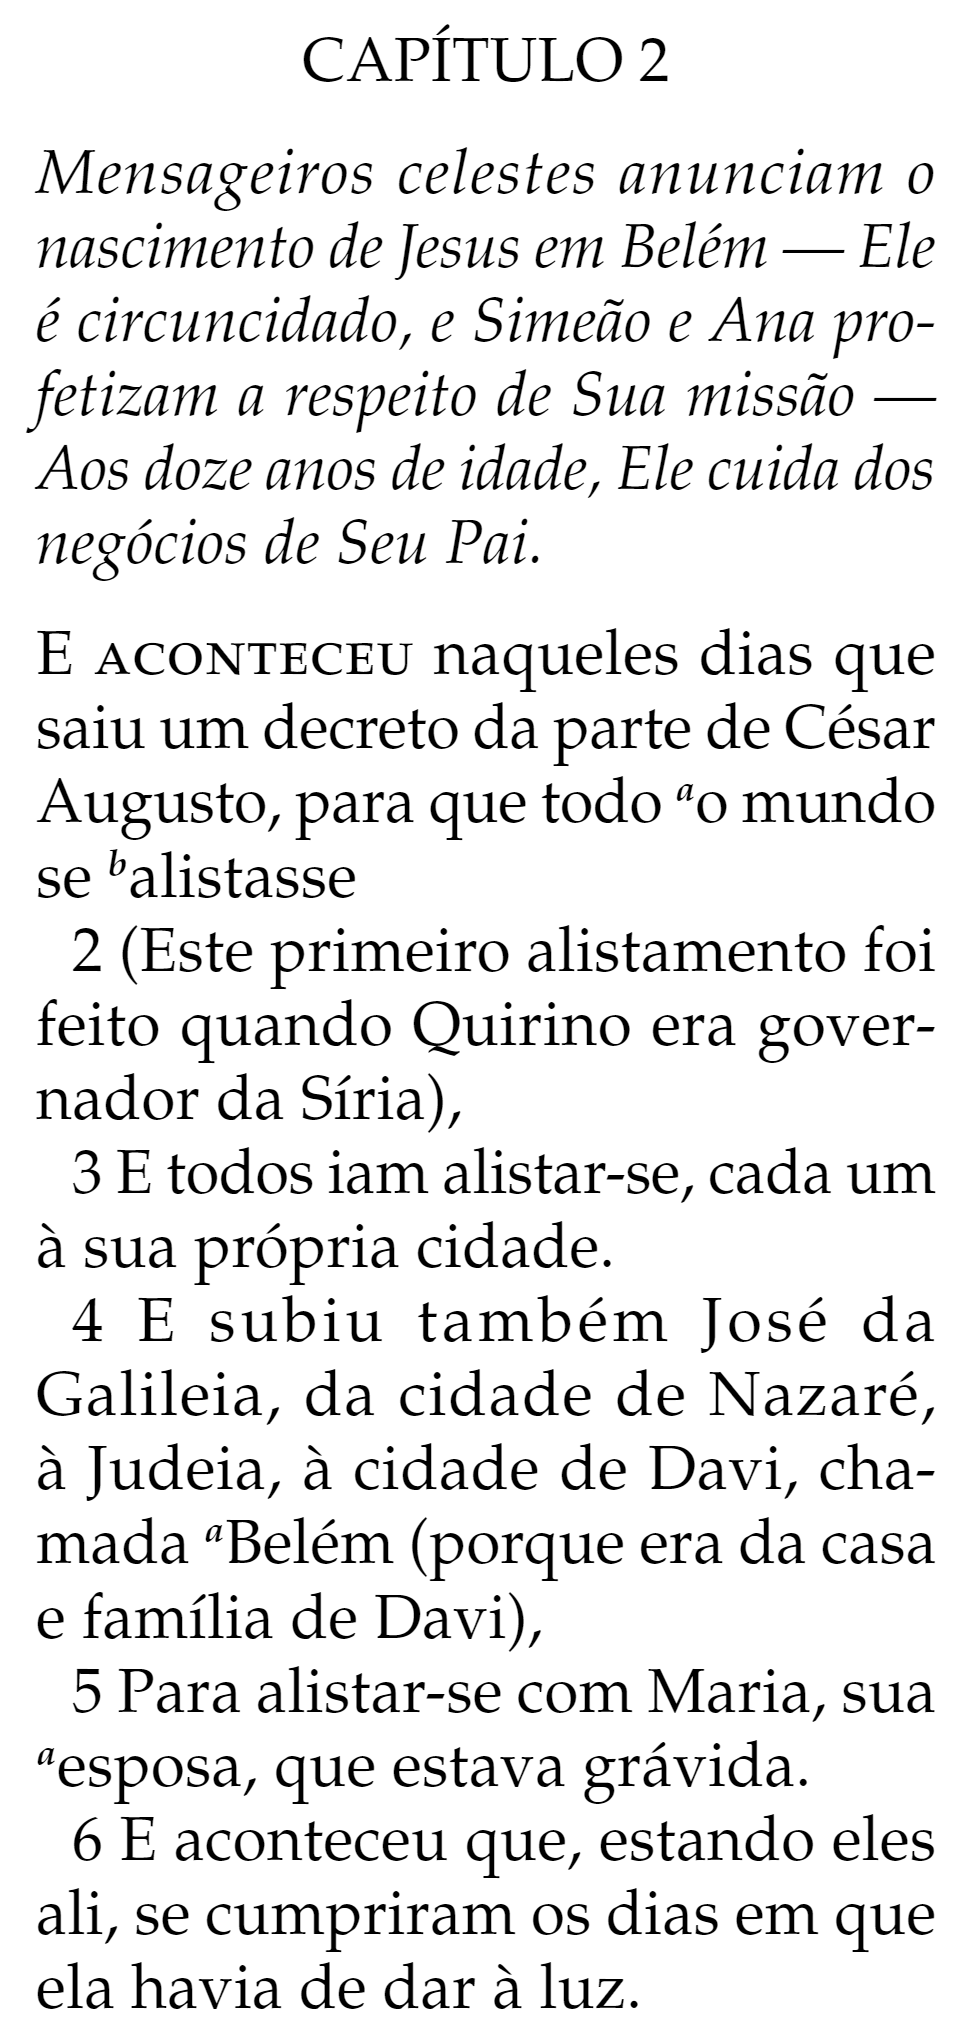 CAPÍTULO 2
Mensageiros celestes anunciam o
nascimento de Jesus em Belém — Ele
é circuncidado, e Simeão e Ana pro-
fetizam a respeito de Sua missão —
Aos doze anos de idade, Ele cuida dos
negócios de Seu Pai.
E ACONTECEU naqueles dias que
saiu um decreto da parte de César
Augusto, para que todo ᵃo mundo
se ᵇalistasse
2 (Este primeiro alistamento foi
feito quando Quirino era gover-
nador da Síria),
3 E todos iam alistar-se, cada um
à sua própria cidade.
4 E subiu também José da
Galileia, da cidade de Nazaré,
à Judeia, à cidade de Davi, cha-
mada ᵃBelém (porque era da casa
e família de Davi),
5 Para alistar-se com Maria, sua
ᵃesposa, que estava grávida.
6 E aconteceu que, estando eles
ali, se cumpriram os dias em que
ela havia de dar à luz.